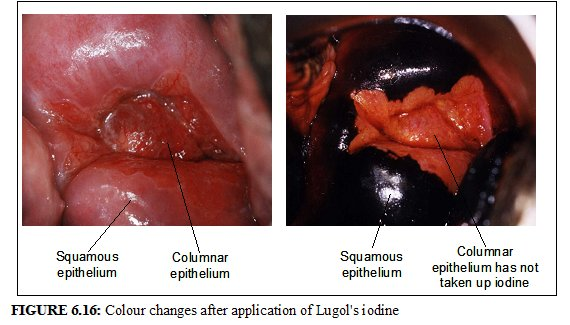 Squamous
epithelium
Columnar
epithelium
Squamous
epithelium
Columnar
epithelium has not
taken up iodine
FIGURE 6.16: Colour changes after application of Lugol's iodine